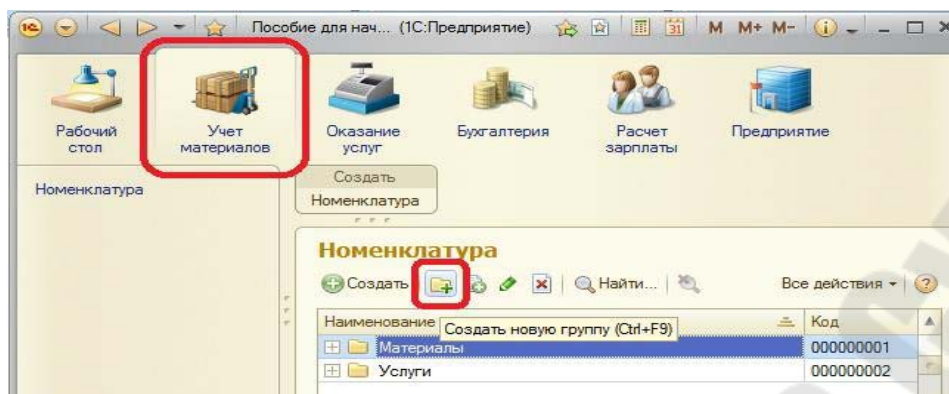 Пособие для нач... (1С:Предприятие)
31
M M+ M-
Рабочий
стол
Учет
материалов
Оказание
услуг
Бухгалтерия
Расчет
зарплаты
Предприятие
Номенклатура
Создать
Номенклатура
Номенклатура
Создать
Найти...
Все действия
?
Наименование
Код
Создать новую группу (Ctrl+F9)
Материалы
000000001
Услуги
000000002